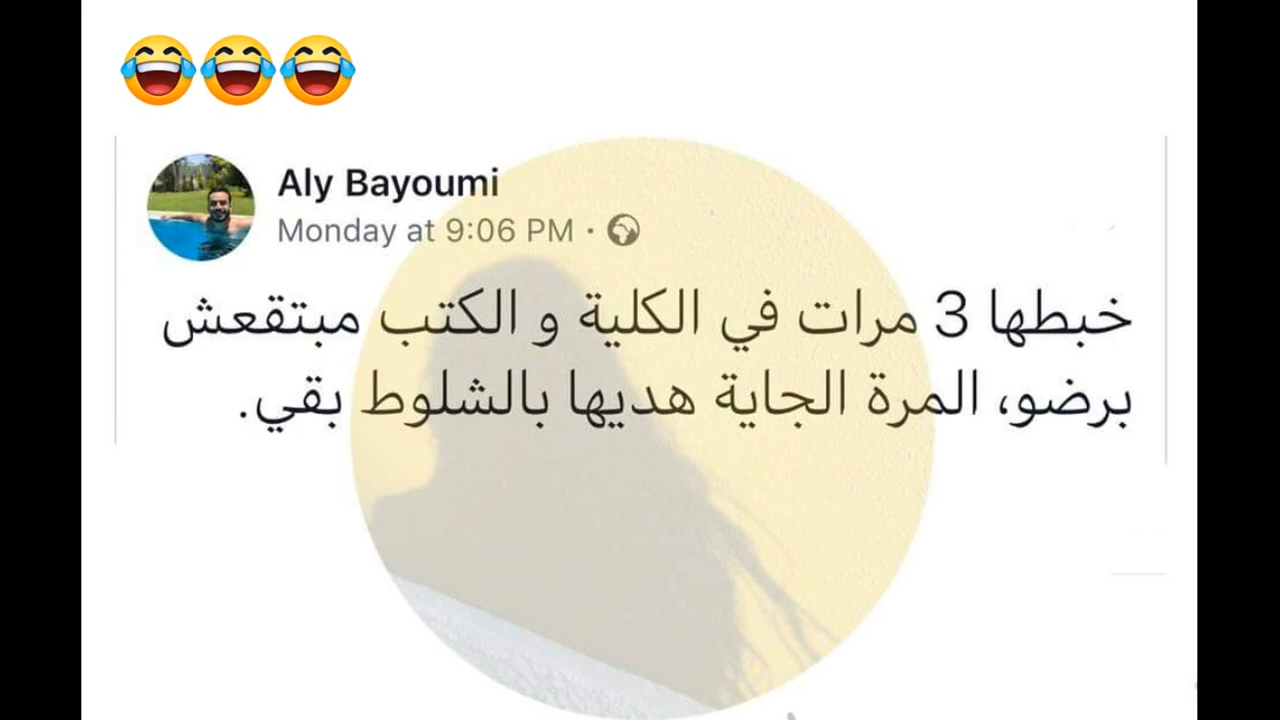 😂😂😂
Aly Bayoumi
Monday at 9:06 PM ·
خبطها 3 مرات في الكلية و الكتب مبتقعش
برضو، المرة الجاية هديها بالشلوط بقي.